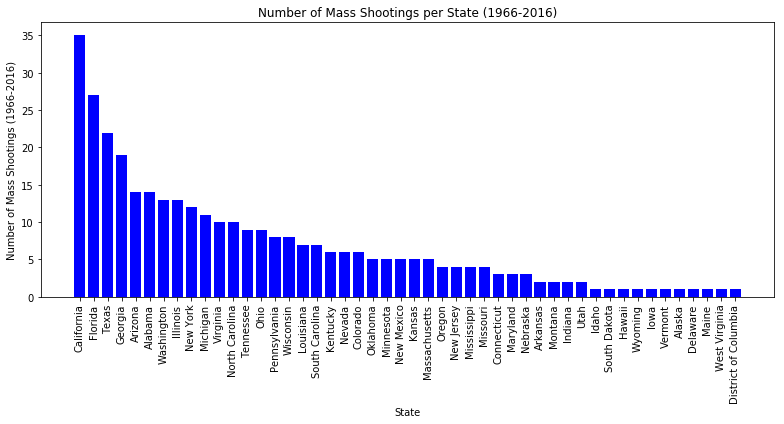 Number of Mass Shootings per State (1966-2016)
Number of Mass Shootings (1966-2016)
35
30
25
20
15
10
5
0
California
Florida
Texas
Georgia
Arizona
Alabama
Washington
Illinois
New York
Michigan
Virginia
North Carolina
Tennessee
Ohio
Pennsylvania
Wisconsin
Louisiana
South Carolina
Kentucky
Nevada
Colorado
Oklahoma
Minnesota
New Mexico
Kansas
Massachusetts
Oregon
New Jersey
Mississippi
Missouri
Connecticut
Maryland
Nebraska
Arkansas
Montana
Indiana
Utah
Idaho
South Dakota
Hawaii
Wyoming
Iowa
Vermont
Alaska
Delaware
Maine
West Virginia
District of Columbia
State